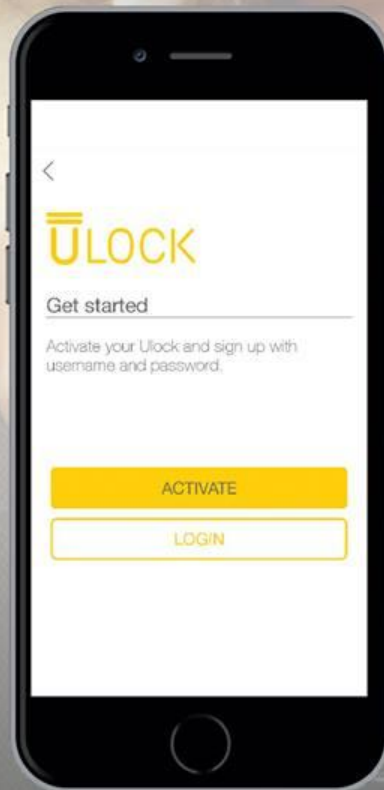 ULOCK
Get started
Activate your Ulock and sign up with
username and password.
ACTIVATE
LOGIN